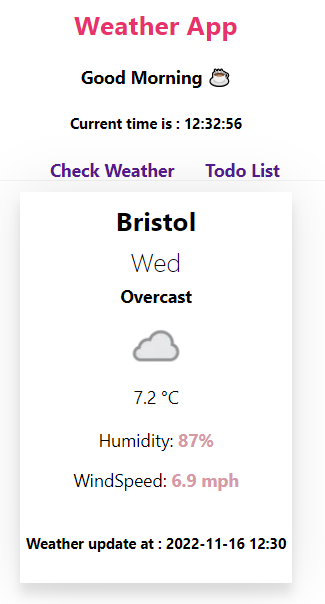 Weather App
Good Morning ☕
Current time is : 12:32:56
Check Weather Todo List
Bristol
Wed
Overcast
7.2 °C
Humidity: 87%
WindSpeed: 6.9 mph
Weather update at : 2022-11-16 12:30